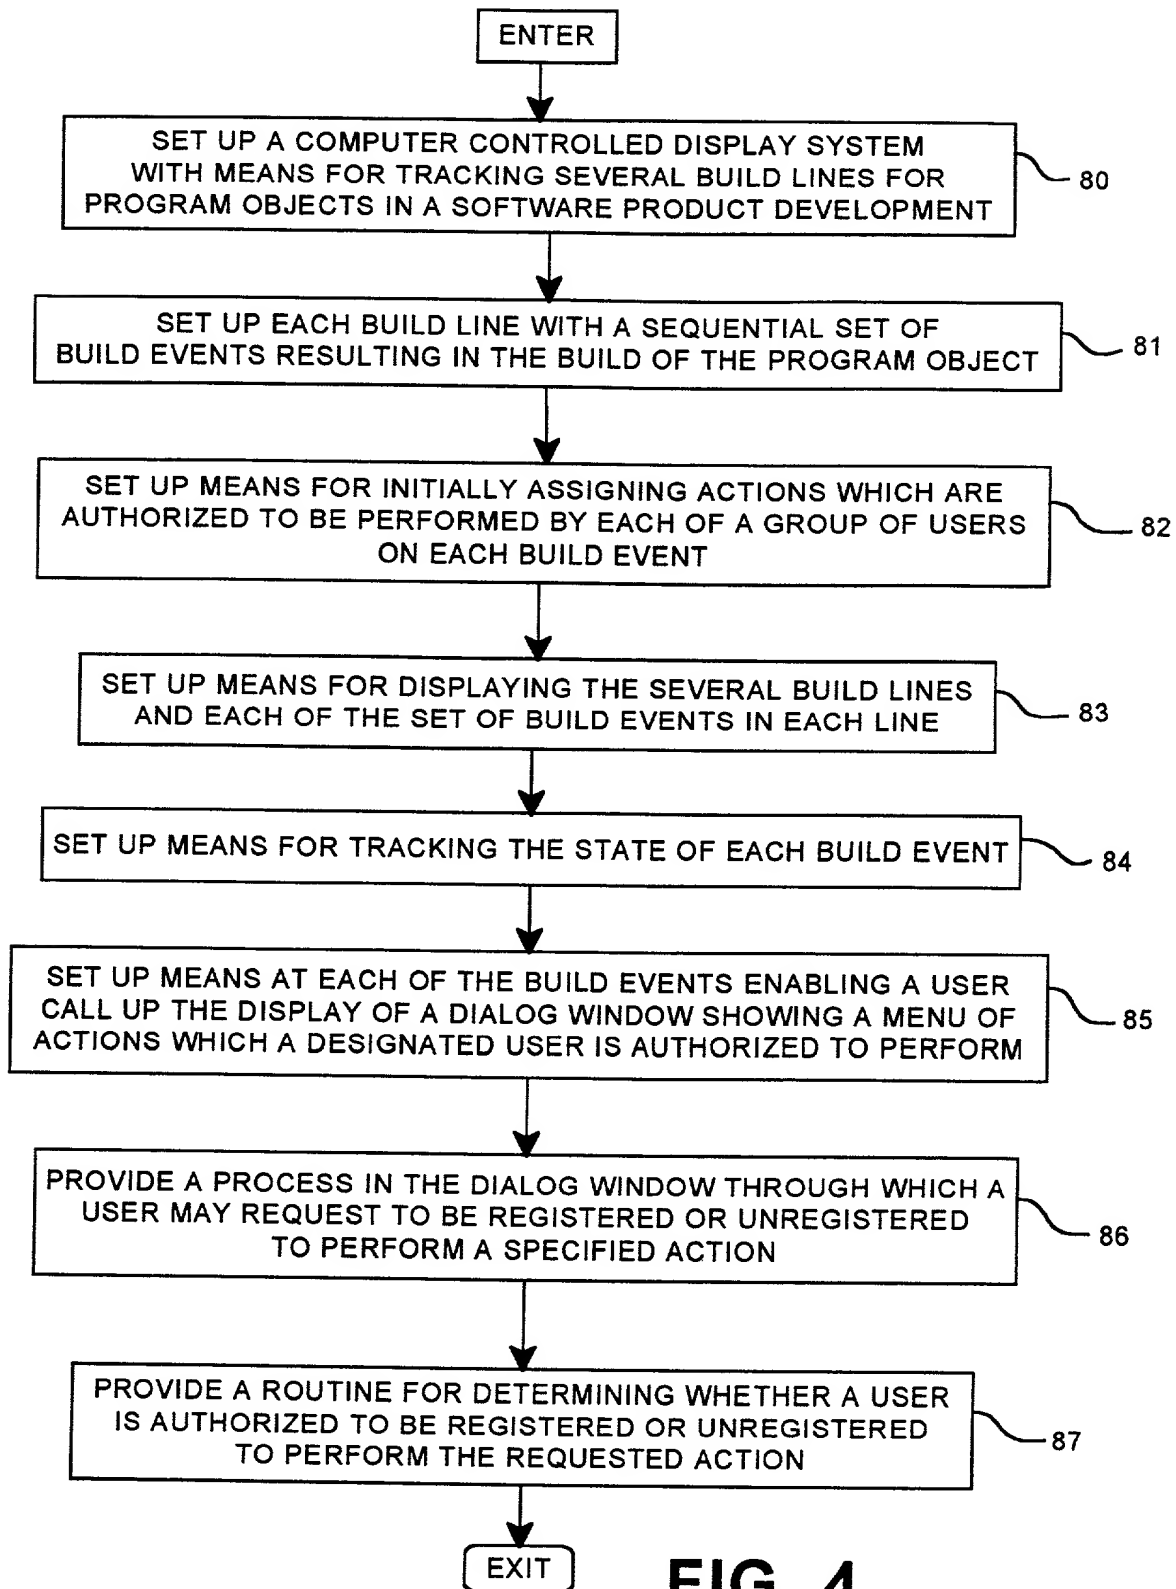 ENTER
SET UP A COMPUTER CONTROLLED DISPLAY SYSTEM
WITH MEANS FOR TRACKING SEVERAL BUILD LINES FOR
PROGRAM OBJECTS IN A SOFTWARE PRODUCT DEVELOPMENT
80
SET UP EACH BUILD LINE WITH A SEQUENTIAL SET OF
BUILD EVENTS RESULTING IN THE BUILD OF THE PROGRAM OBJECT
81
SET UP MEANS FOR INITIALLY ASSIGNING ACTIONS WHICH ARE
AUTHORIZED TO BE PERFORMED BY EACH OF A GROUP OF USERS
ON EACH BUILD EVENT
82
SET UP MEANS FOR DISPLAYING THE SEVERAL BUILD LINES
AND EACH OF THE SET OF BUILD EVENTS IN EACH LINE
83
SET UP MEANS FOR TRACKING THE STATE OF EACH BUILD EVENT
84
SET UP MEANS AT EACH OF THE BUILD EVENTS ENABLING A USER
CALL UP THE DISPLAY OF A DIALOG WINDOW SHOWING A MENU OF
ACTIONS WHICH A DESIGNATED USER IS AUTHORIZED TO PERFORM
85
PROVIDE A PROCESS IN THE DIALOG WINDOW THROUGH WHICH A
USER MAY REQUEST TO BE REGISTERED OR UNREGISTERED
TO PERFORM A SPECIFIED ACTION
86
PROVIDE A ROUTINE FOR DETERMINING WHETHER A USER
IS AUTHORIZED TO BE REGISTERED OR UNREGISTERED
TO PERFORM THE REQUESTED ACTION
87
EXIT
FIG. 4